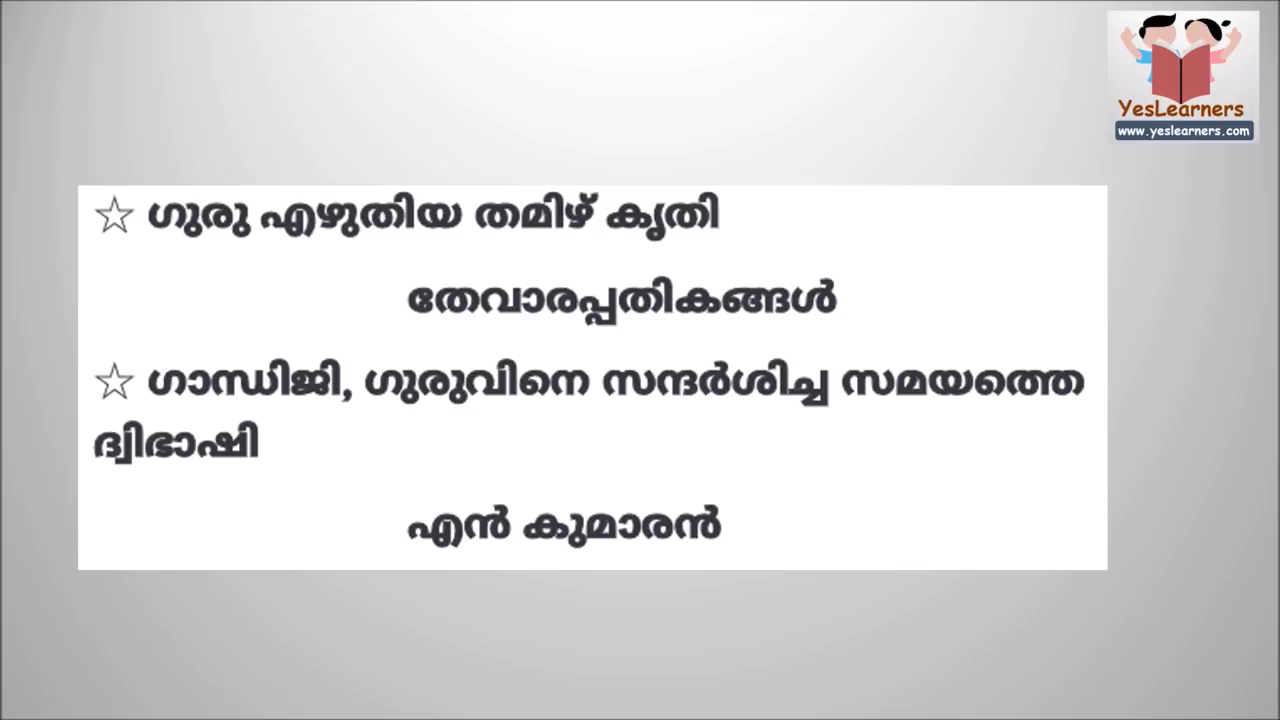 YesLearners
www.yeslearners.com
☆ ഗുരു എഴുതിയ തമിഴ് കൃതി
തേവാരപ്പതികങ്ങൾ
☆ ഗാന്ധിജി, ഗുരുവിനെ സന്ദർശിച്ച സമയത്തെ
ദ്വിഭാഷി
എൻ കുമാരൻ